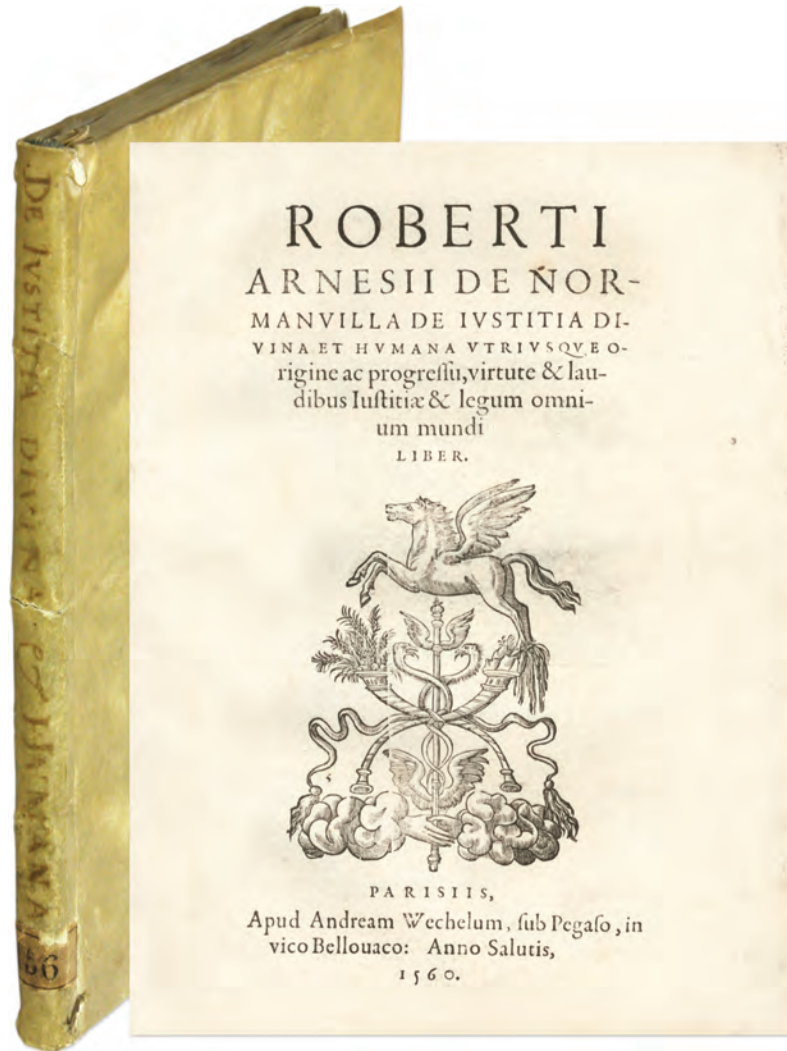 DE IVSTITIA DIVINA & HVMANA
66
ROBERTI
ARNESII DE NOR-
MANVILLA DE IVSTITIA DI-
VINA ET HVMANA VTRIVSQVE O-
rigine ac progreſſu, virtute & lau-
dibus Iuſtitiæ & legum omni-
um mundi
LIBER.
PARISIIS,
Apud Andream Wechelum, ſub Pegaſo, in
vico Bellouaco: Anno Salutis,
1560.